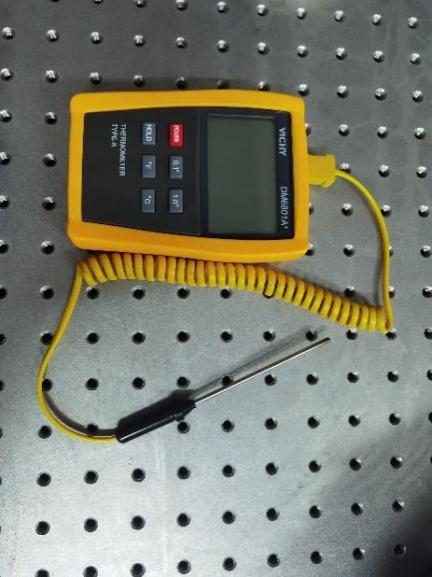 VICHY DM6801A+
POWER HOLD
0.1° °F
1.0° °C
THERMOMETER
TYPE-K